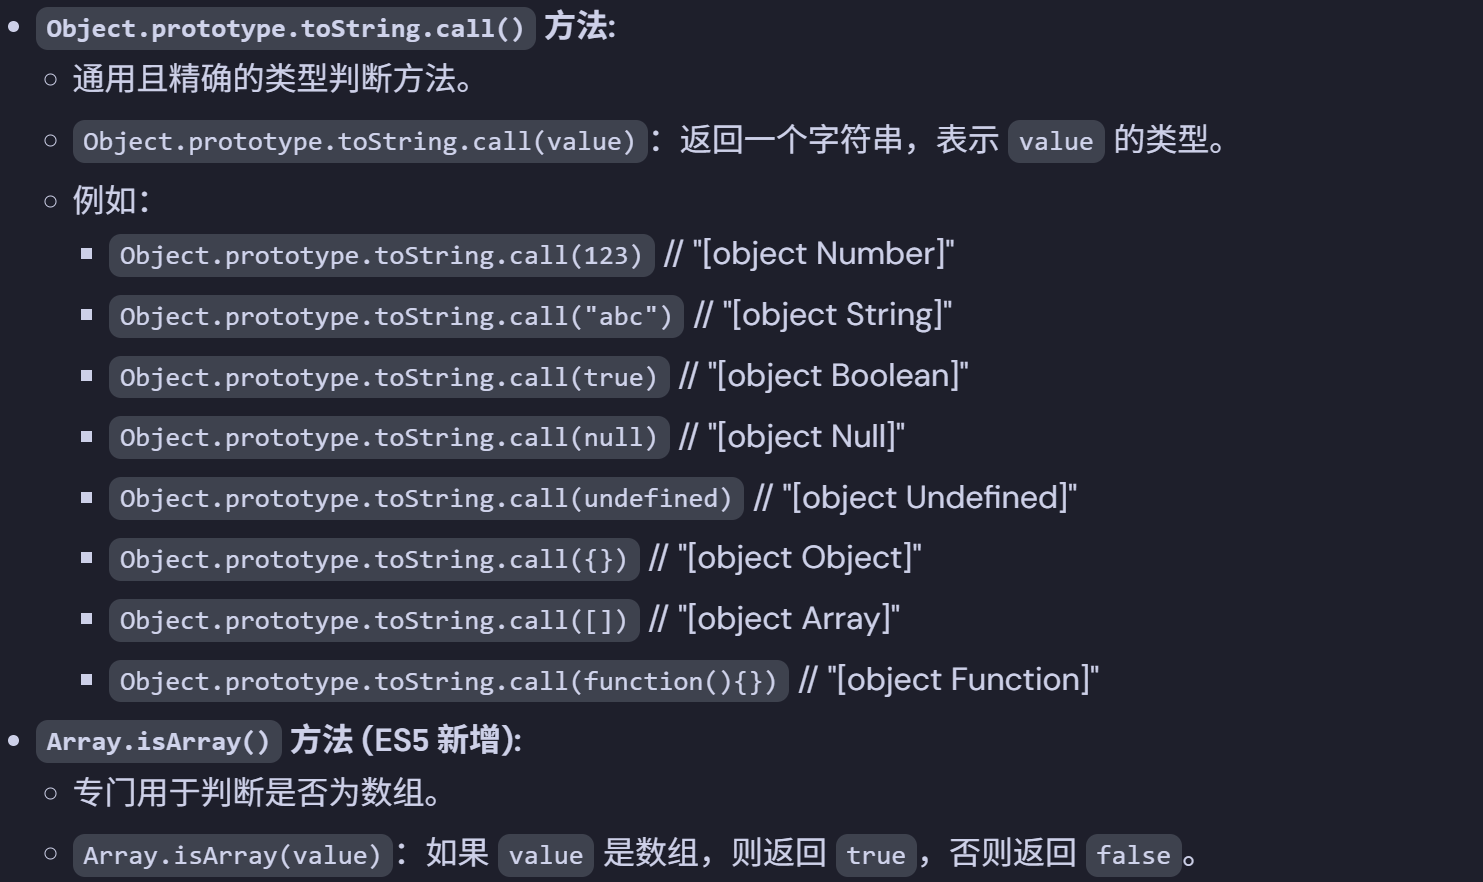 Object.prototype.toString.call() 方法:
通用且精确的类型判断方法。
Object.prototype.toString.call(value)：返回一个字符串，表示 value 的类型。
例如：
Object.prototype.toString.call(123) // "[object Number]"
Object.prototype.toString.call("abc") // "[object String]"
Object.prototype.toString.call(true) // "[object Boolean]"
Object.prototype.toString.call(null) // "[object Null]"
Object.prototype.toString.call(undefined) // "[object Undefined]"
Object.prototype.toString.call({}) // "[object Object]"
Object.prototype.toString.call([]) // "[object Array]"
Object.prototype.toString.call(function(){}) // "[object Function]"
Array.isArray() 方法 (ES5 新增):
专门用于判断是否为数组。
Array.isArray(value)：如果 value 是数组，则返回 true，否则返回 false。